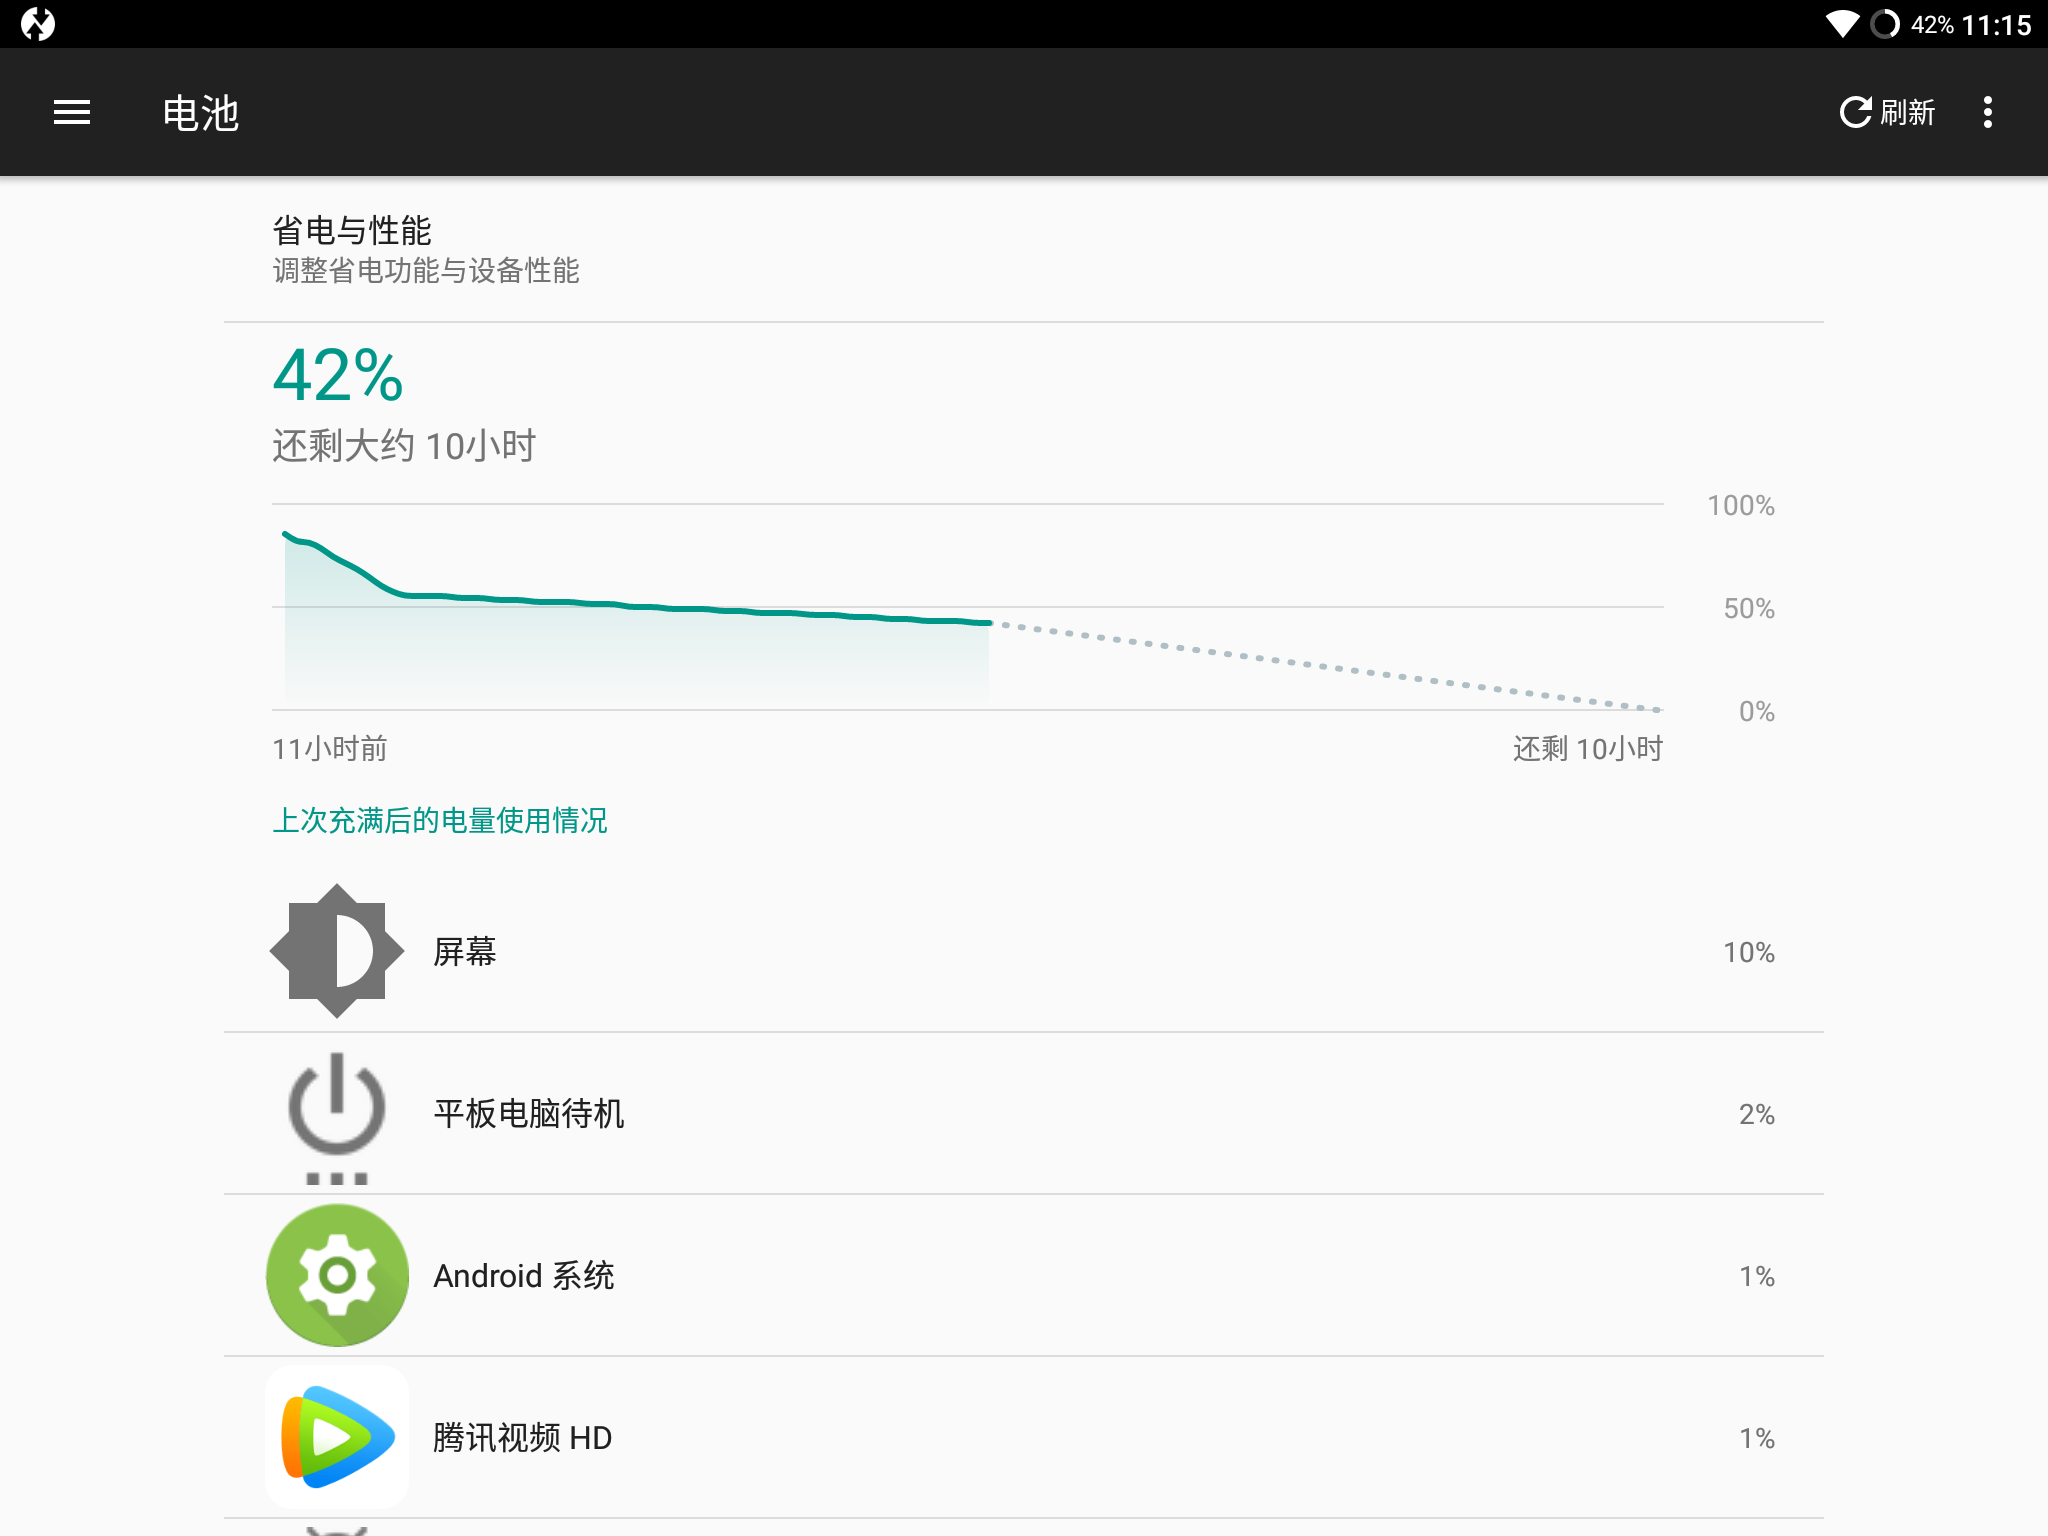 42% 11:15
电池
刷新
省电与性能
调整省电功能与设备性能
42%
还剩大约 10小时
100%
50%
0%
11小时前
还剩 10小时
上次充满后的电量使用情况
屏幕 10%
平板电脑待机 2%
Android 系统 1%
腾讯视频 HD 1%